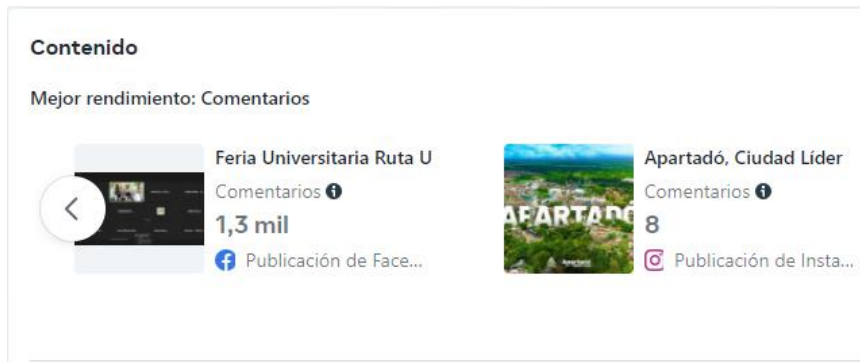 Contenido
Mejor rendimiento: Comentarios
Feria Universitaria Ruta U
Comentarios
1,3 mil
Publicación de Face...
Apartadó, Ciudad Líder
Comentarios
8
Publicación de Insta...
APARTADÓ